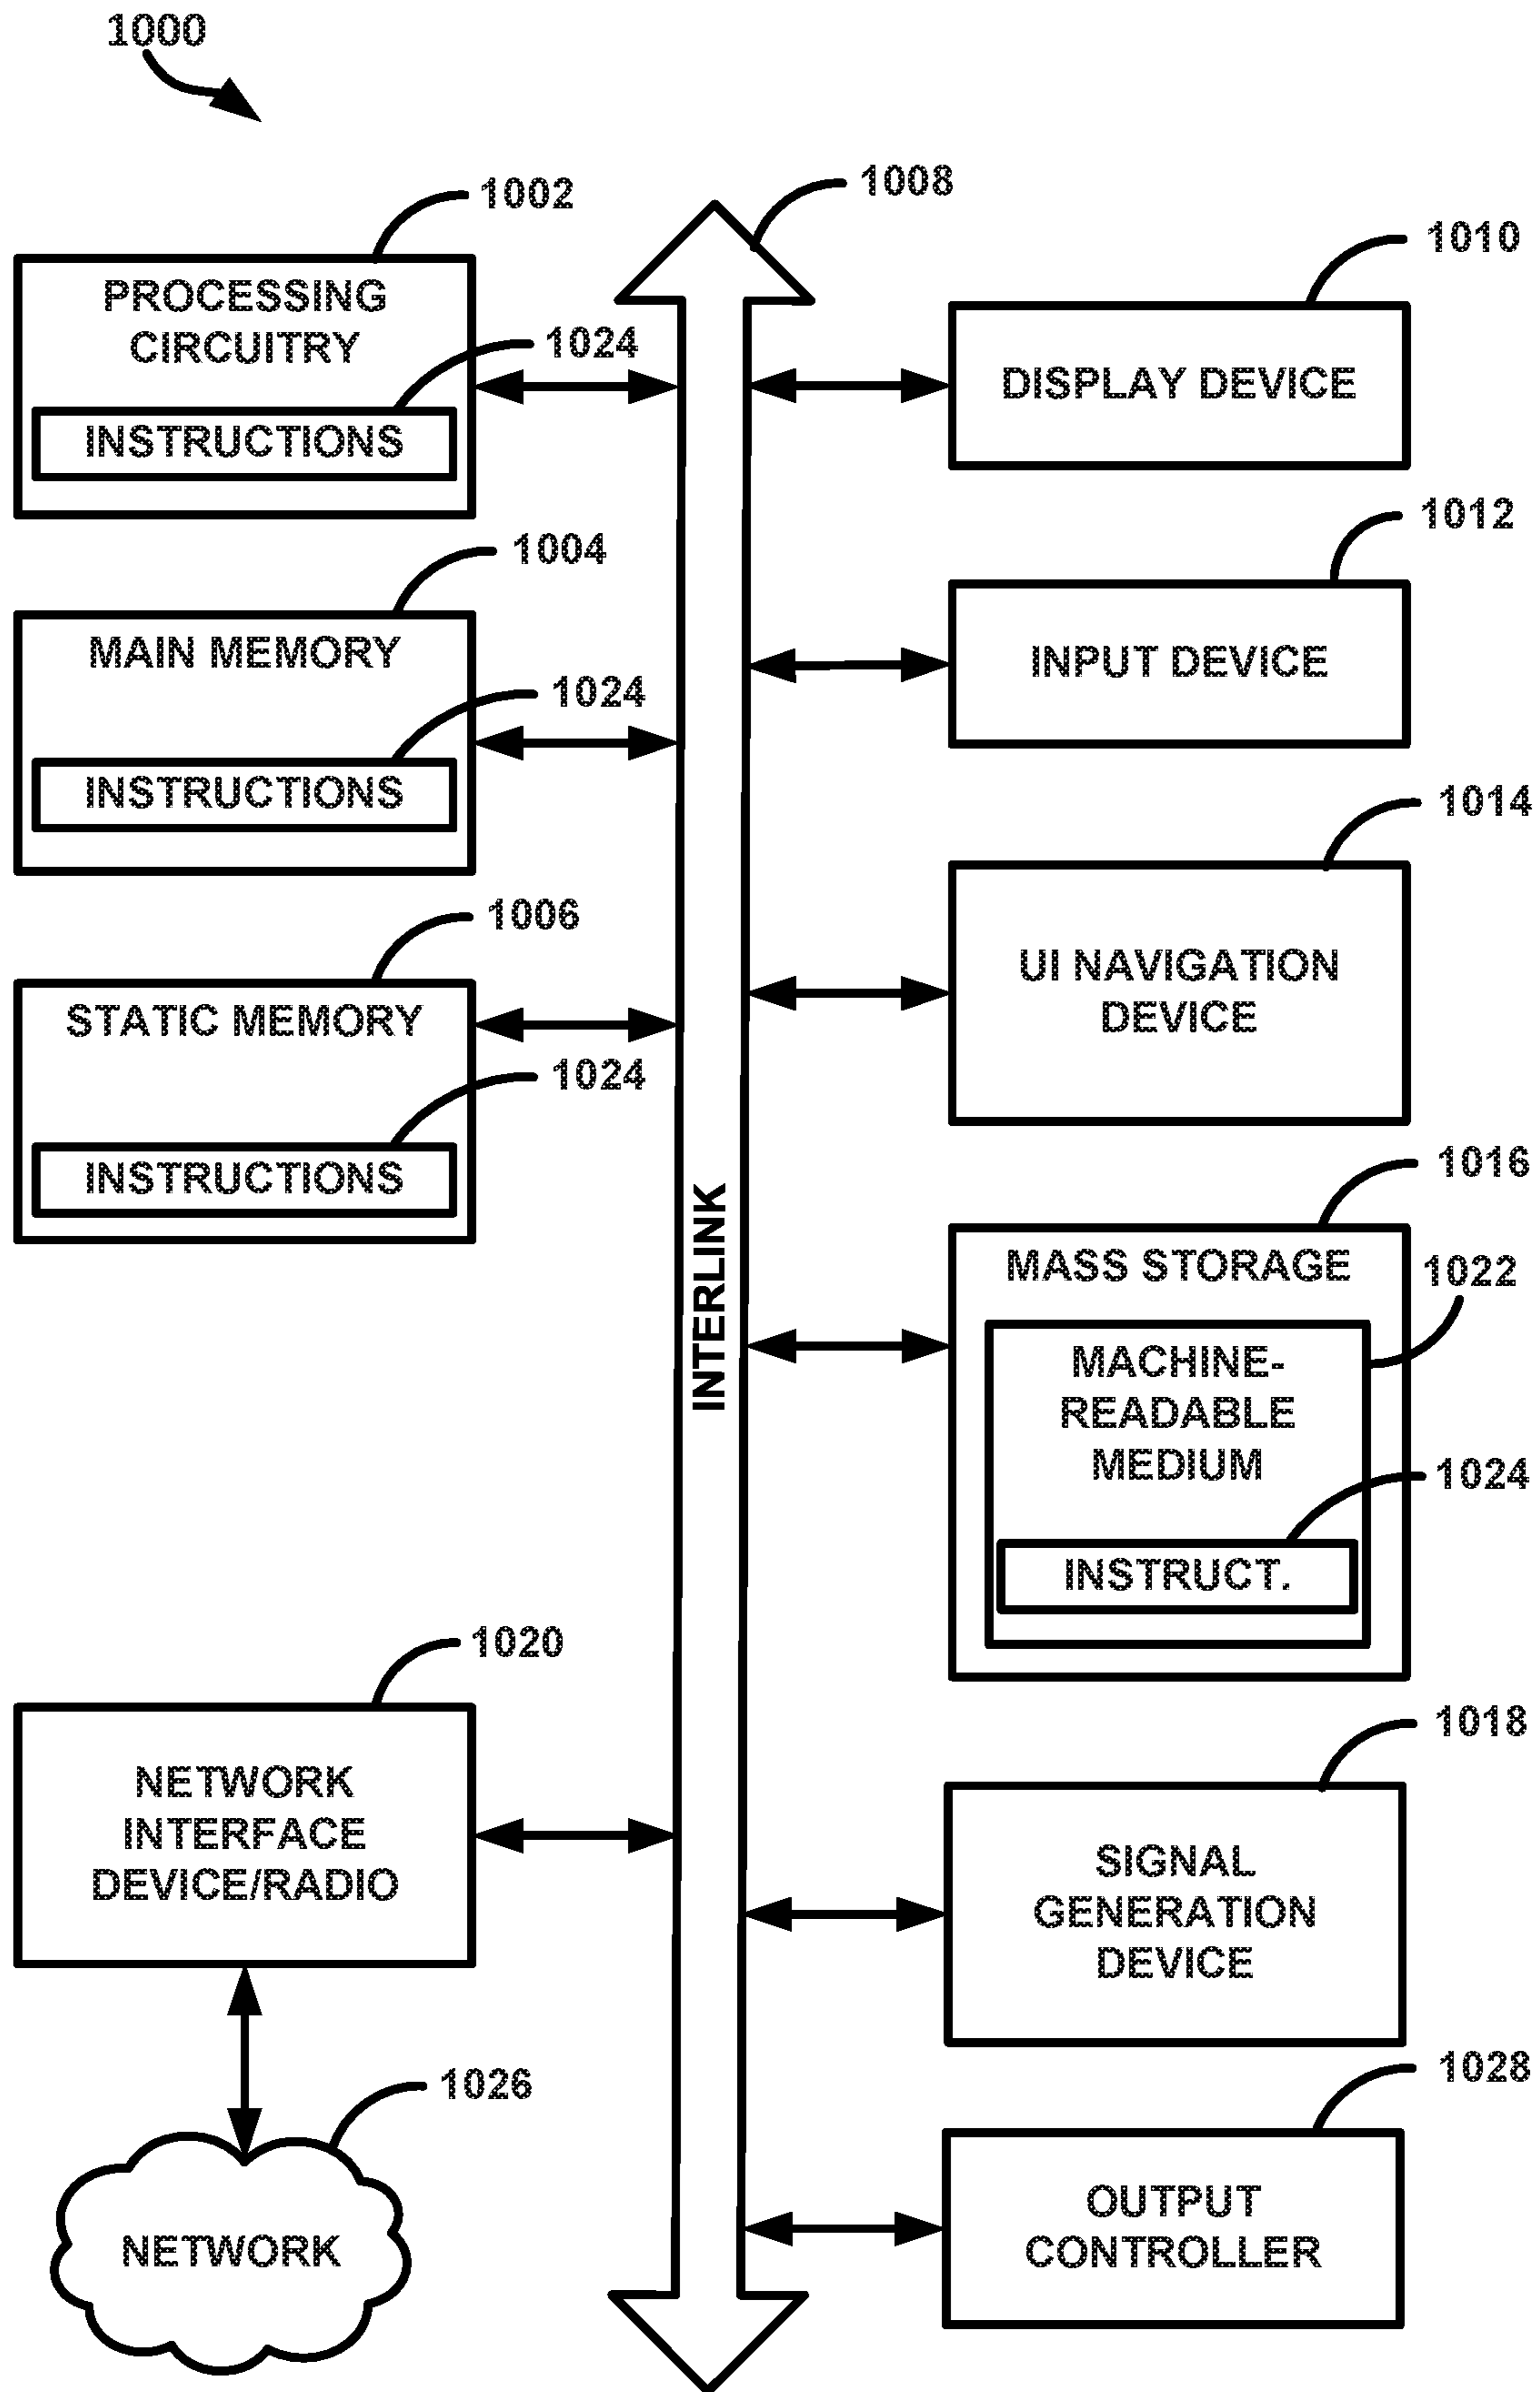 1000
1002
PROCESSING
CIRCUITRY
1024
INSTRUCTIONS
1004
MAIN MEMORY
1024
INSTRUCTIONS
1006
STATIC MEMORY
1024
INSTRUCTIONS
1020
NETWORK
INTERFACE
DEVICE/RADIO
1026
NETWORK
1008
INTERLINK
1010
DISPLAY DEVICE
1012
INPUT DEVICE
1014
UI NAVIGATION
DEVICE
1016
MASS STORAGE
1022
MACHINE-
READABLE
MEDIUM
1024
INSTRUCT.
1018
SIGNAL
GENERATION
DEVICE
1028
OUTPUT
CONTROLLER